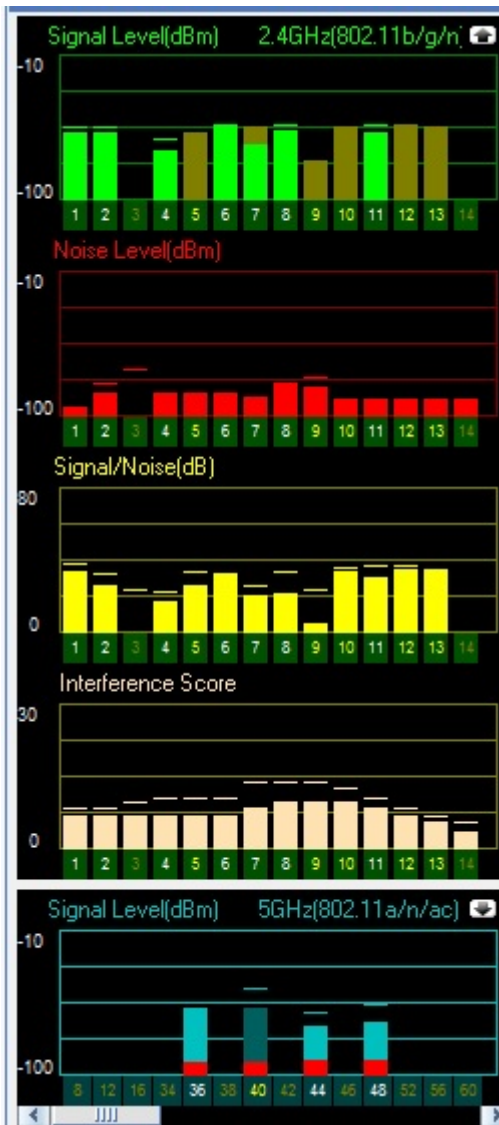 Signal Level(dBm) 2.4GHz(802.11b/g/n)
-10
-100
1 2 3 4 5 6 7 8 9 10 11 12 13 14
Noise Level(dBm)
-10
-100
1 2 3 4 5 6 7 8 9 10 11 12 13 14
Signal/Noise(dB)
80
0
1 2 3 4 5 6 7 8 9 10 11 12 13 14
Interference Score
30
0
1 2 3 4 5 6 7 8 9 10 11 12 13 14
Signal Level(dBm) 5GHz(802.11a/n/ac)
-10
-100
8 12 16 34 36 38 40 42 44 46 48 52 56 60